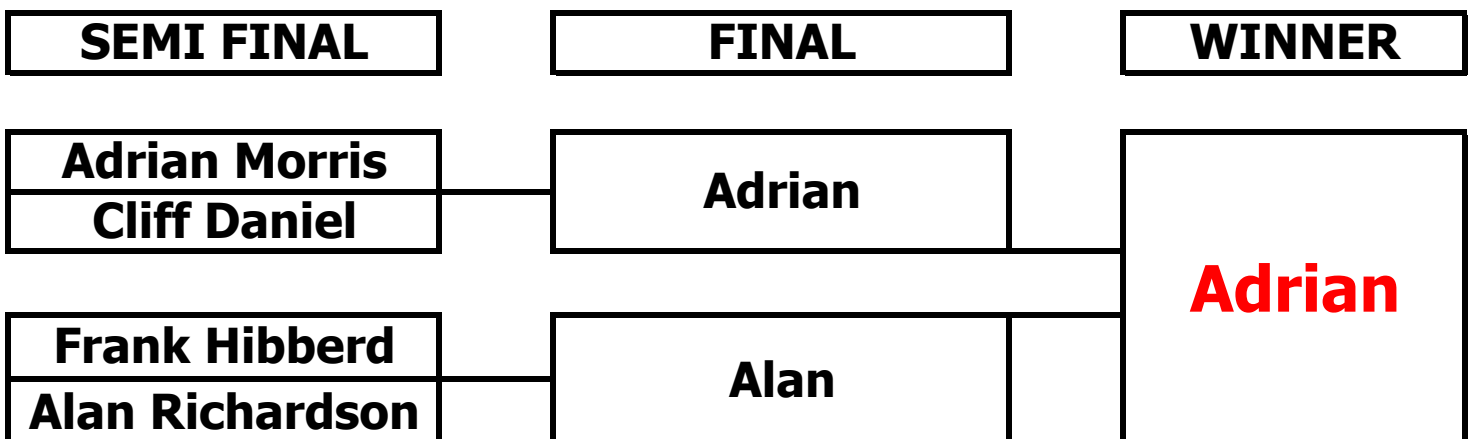 SEMI FINAL
FINAL
WINNER
Adrian Morris
Cliff Daniel
Adrian
Frank Hibberd
Alan Richardson
Alan
Adrian